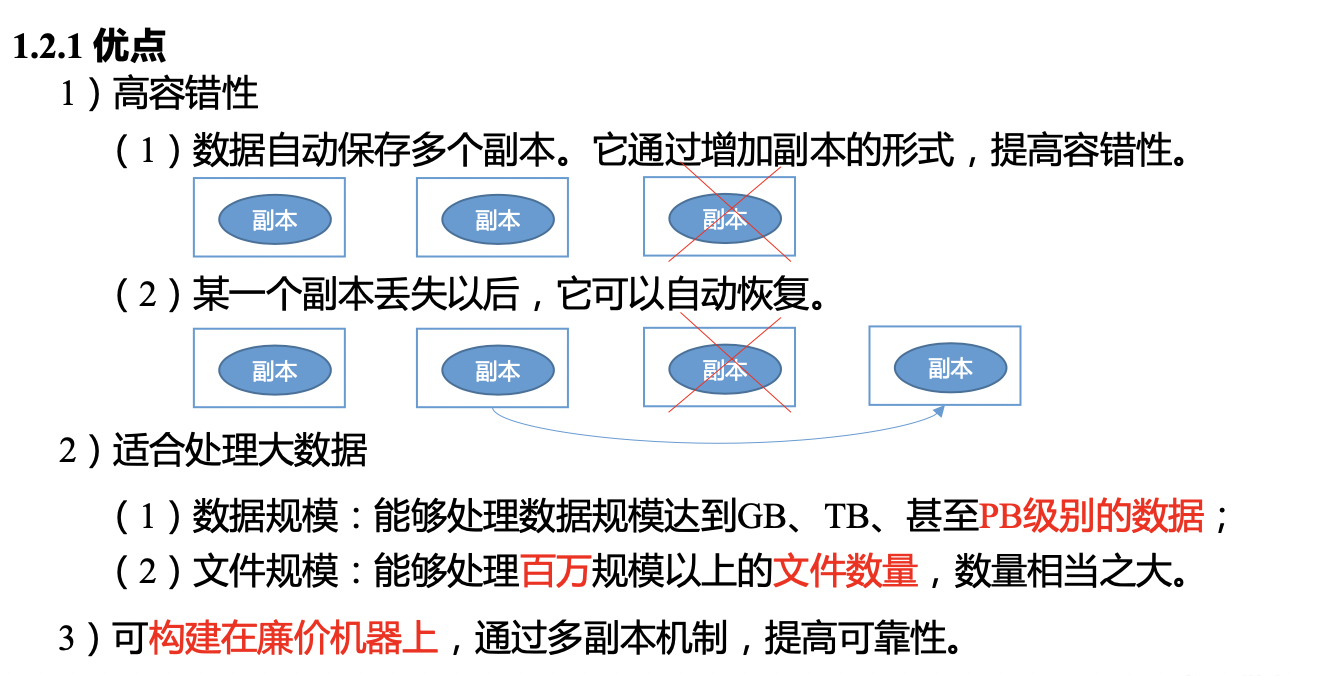 1.2.1 优点
1）高容错性
（1）数据自动保存多个副本。它通过增加副本的形式，提高容错性。
副本 副本 副本
（2）某一个副本丢失以后，它可以自动恢复。
副本 副本 副本 副本
2）适合处理大数据
（1）数据规模：能够处理数据规模达到GB、TB、甚至PB级别的数据；
（2）文件规模：能够处理百万规模以上的文件数量，数量相当之大。
3）可构建在廉价机器上，通过多副本机制，提高可靠性。